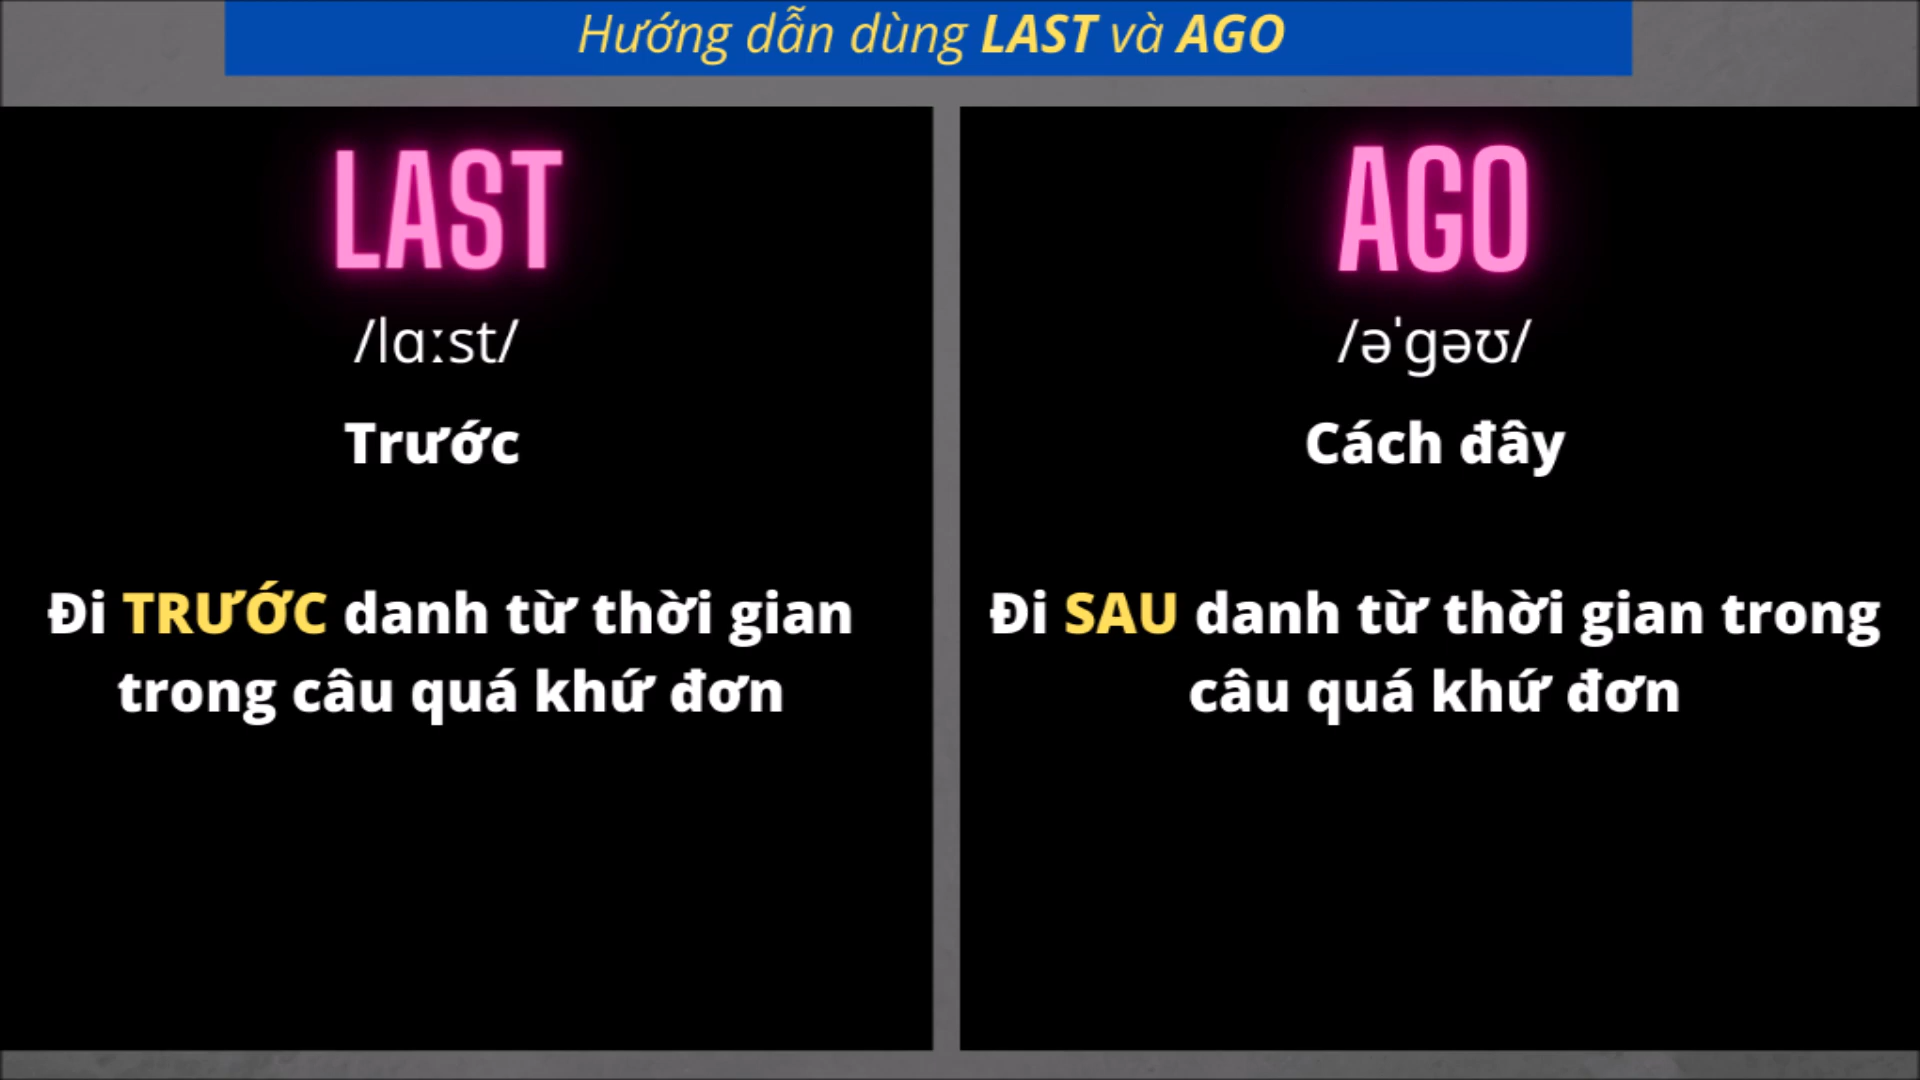 Hướng dẫn dùng LAST và AGO
LAST
/lɑːst/
Trước
Đi TRƯỚC danh từ thời gian
trong câu quá khứ đơn
AGO
/əˈɡəʊ/
Cách đây
Đi SAU danh từ thời gian trong
câu quá khứ đơn